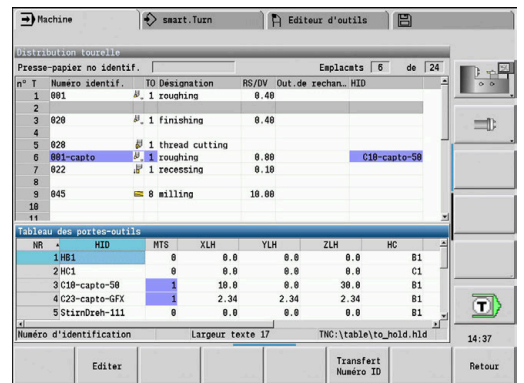 Machine smart.Turn Editeur d'outils
Distribution tourelle
Presse-papier no identif. Emplacmts 6 de 24
n° T Numéro identif. TO Désignation RS/DV Out.de rechan… HID
1 001 1 roughing 0.40
2
3 020 1 finishing 0.40
4
5 028 1 thread cutting
6 001-capto 1 roughing 0.80 C10-capto-50
7 022 1 recessing 0.10
8
9 045 8 milling 10.00
10
11
Tableau des portes-outils
NR HID MTS XLH YLH ZLH HC
1 HB1 0 0.0 0.0 0.0 B1
2 HC1 0 0.0 0.0 0.0 C1
3 C10-capto-50 1 10.0 0.0 30.0 B1
4 C23-capto-GFX 1 2.34 2.34 2.34 B1
5 StirnDreh-111 0 0.0 0.0 0.0 B1
Numéro d'identification Largeur texte 17 TNC:\table\to_hold.hld
T
14:37
Editer Transfert Numéro ID Retour